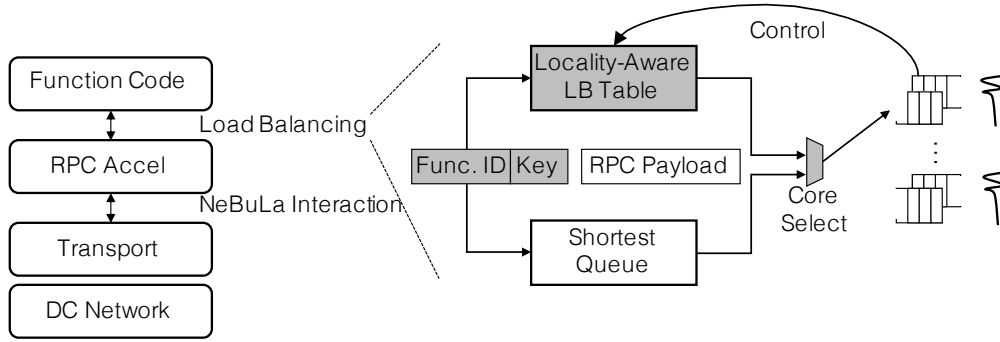 Function Code
RPC Accel
Transport
DC Network
Load Balancing
NeBuLa Interaction
Locality-Aware
LB Table
Func. ID Key
RPC Payload
Shortest
Queue
Control
Core
Select